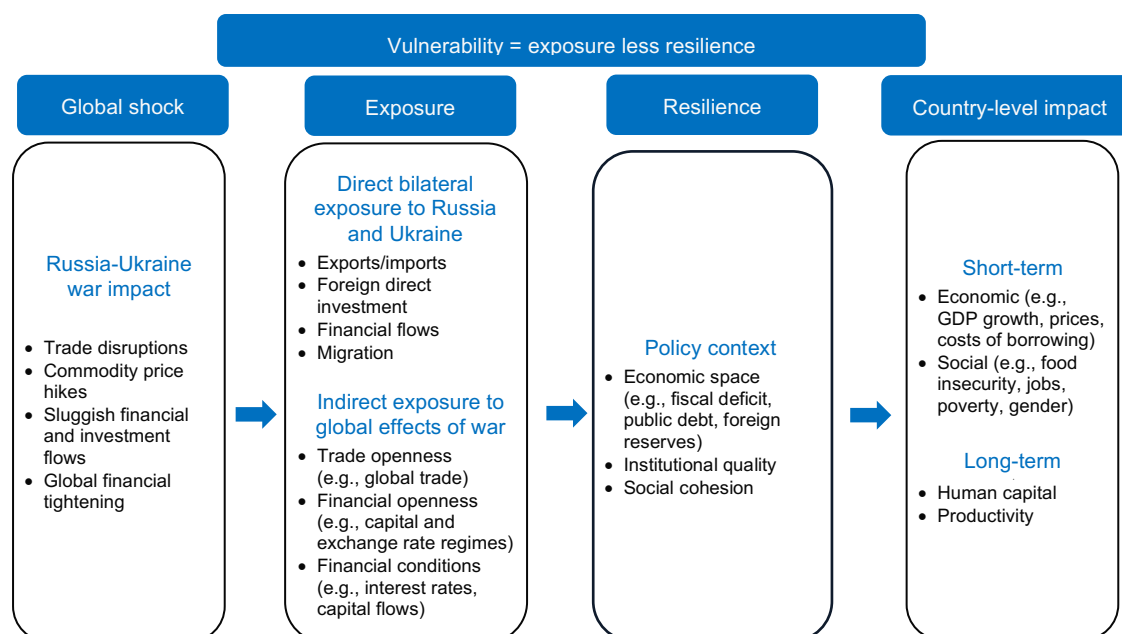 Vulnerability = exposure less resilience
Global shock
Russia-Ukraine
war impact
• Trade disruptions
• Commodity price
hikes
• Sluggish financial
and investment
flows
• Global financial
tightening
Exposure
Direct bilateral
exposure to Russia
and Ukraine
• Exports/imports
• Foreign direct
investment
• Financial flows
• Migration
Indirect exposure to
global effects of war
• Trade openness
(e.g., global trade)
• Financial openness
(e.g., capital and
exchange rate regimes)
• Financial conditions
(e.g., interest rates,
capital flows)
Resilience
Policy context
• Economic space
(e.g., fiscal deficit,
public debt, foreign
reserves)
• Institutional quality
• Social cohesion
Country-level impact
Short-term
• Economic (e.g.,
GDP growth, prices,
costs of borrowing)
• Social (e.g., food
insecurity, jobs,
poverty, gender)
Long-term
• Human capital
• Productivity